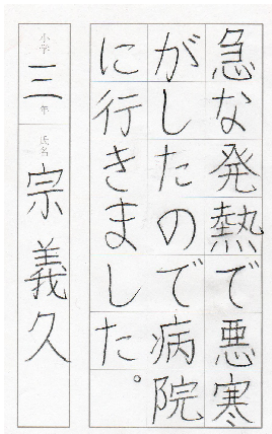 急な発熱で悪寒
がしたので病院
に行きました。
小学三年
氏名 宗義久